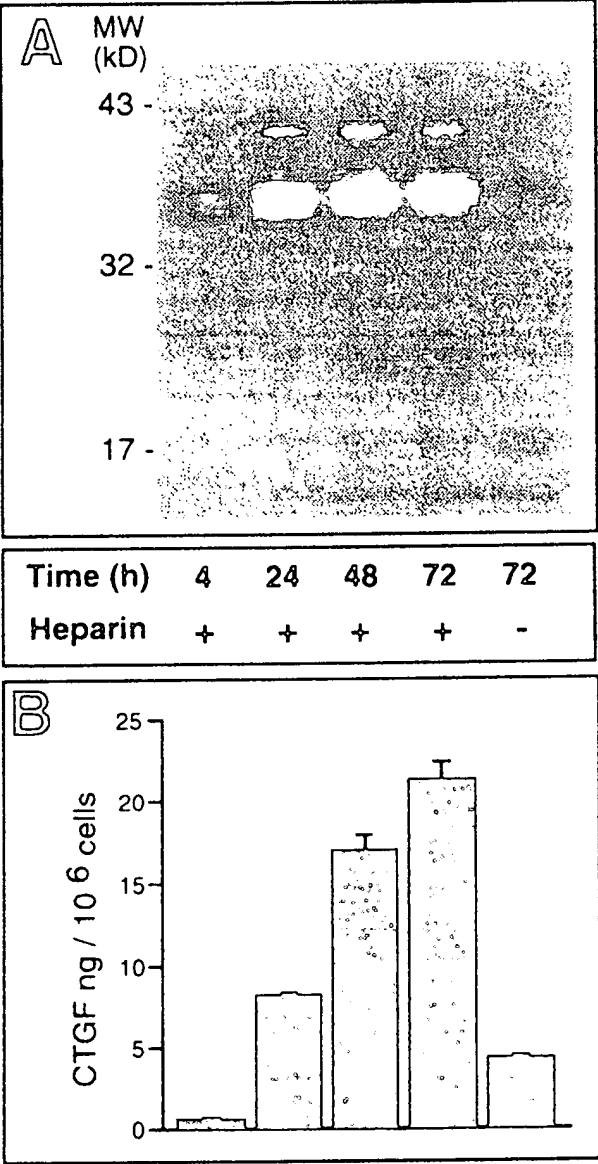 A
MW
(kD)
43 -
32 -
17 -
Time (h) 4 24 48 72 72
Heparin + + + + -
B
25
20
15
10
5
0
CTGF ng / 10 6 cells